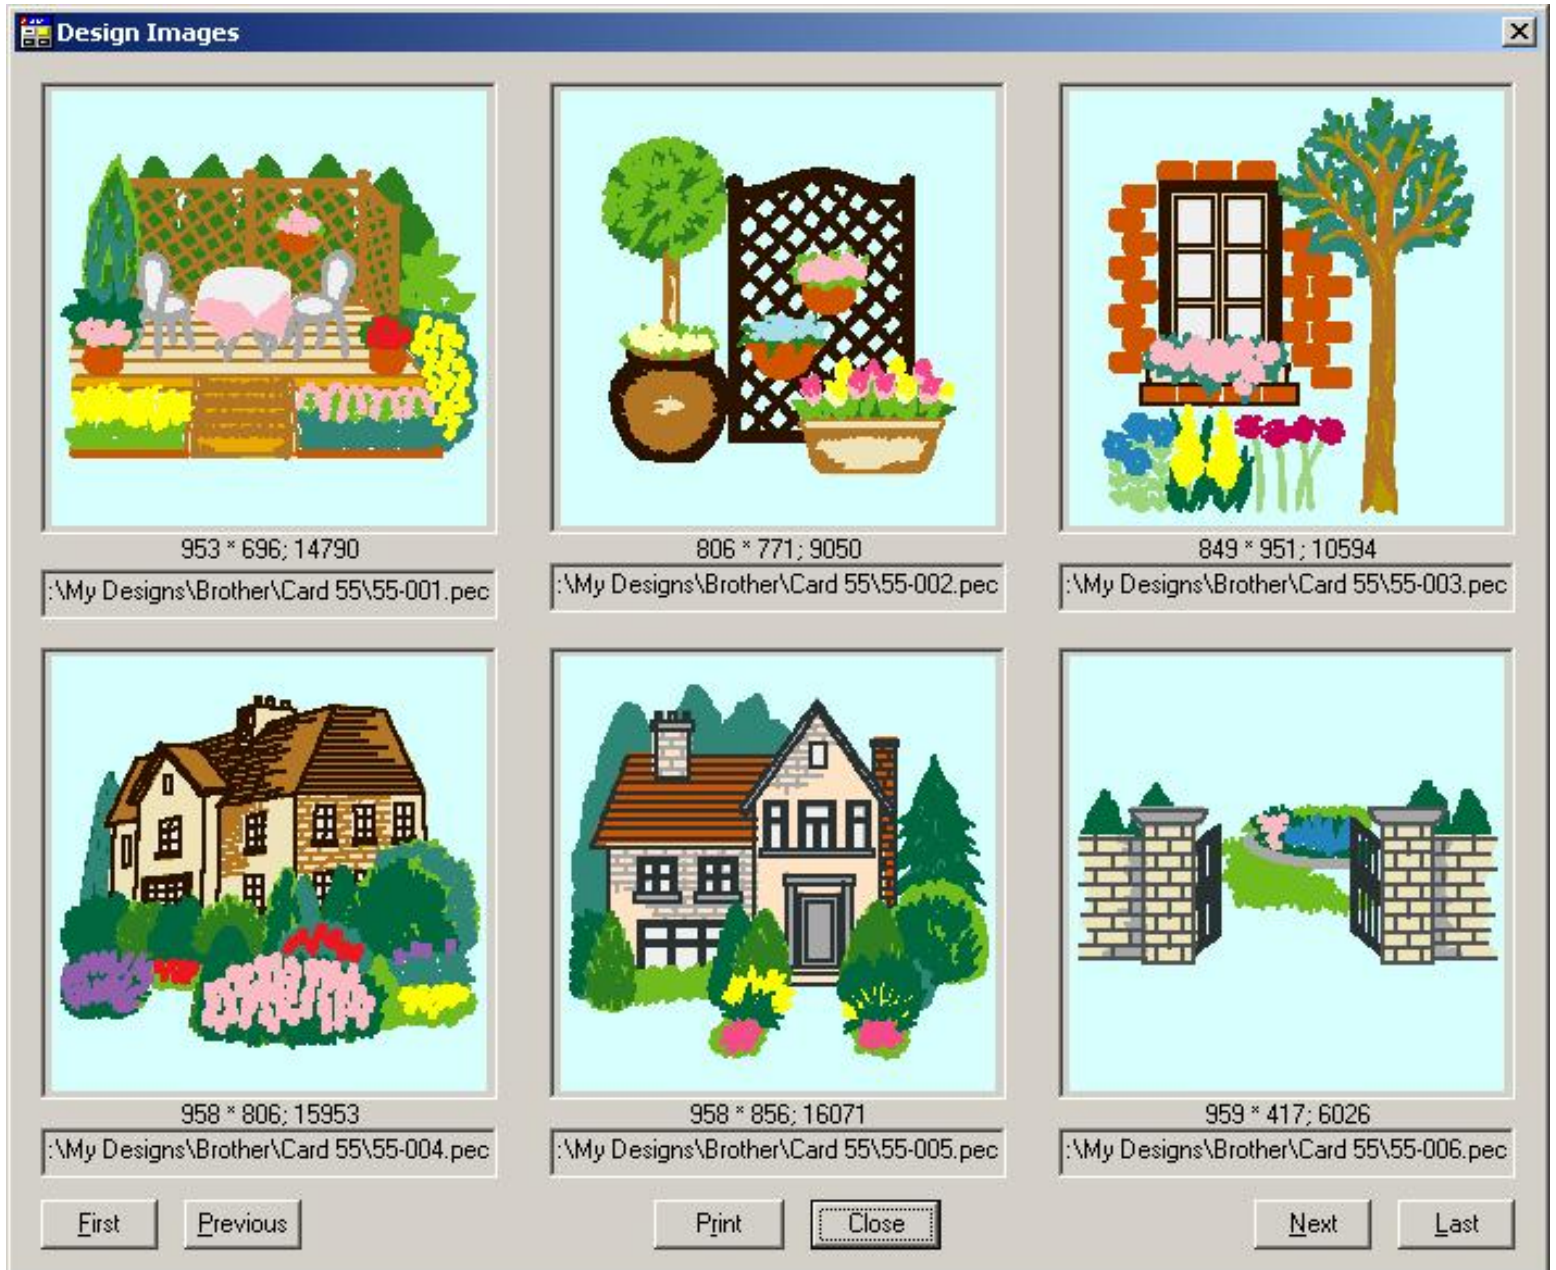 Design Images
953 * 696; 14790
806 * 771; 9050
849 * 951; 10594
:\My Designs\Brother\Card 55\55-001.pec
:\My Designs\Brother\Card 55\55-002.pec
:\My Designs\Brother\Card 55\55-003.pec
958 * 806; 15953
958 * 856; 16071
959 * 417; 6026
:\My Designs\Brother\Card 55\55-004.pec
:\My Designs\Brother\Card 55\55-005.pec
:\My Designs\Brother\Card 55\55-006.pec
First
Previous
Print
Close
Next
Last